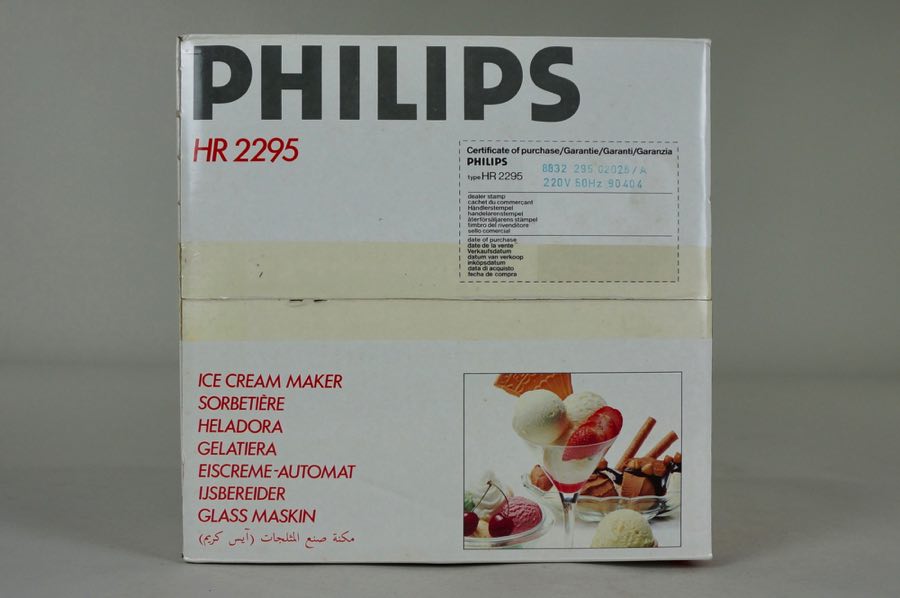 PHILIPS
HR 2295
Certificate of purchase/Garantie/Garanti/Garanzia
PHILIPS
type HR 2295
8832 295 02026/A
220V 50Hz 90404
dealer stamp
cachet du commerçant
Händlerstempel
handelarenstempel
återförsäljarens stämpel
timbro del rivenditore
sello comercial
date of purchase
date de la vente
Verkaufsdatum
datum van verkoop
inköpsdatum
data di acquisto
fecha de compra
ICE CREAM MAKER
SORBETIÈRE
HELADORA
GELATIERA
EISCREME-AUTOMAT
IJSBEREIDER
GLASS MASKIN
مكنة صنع المثلجات (آيس كريم)